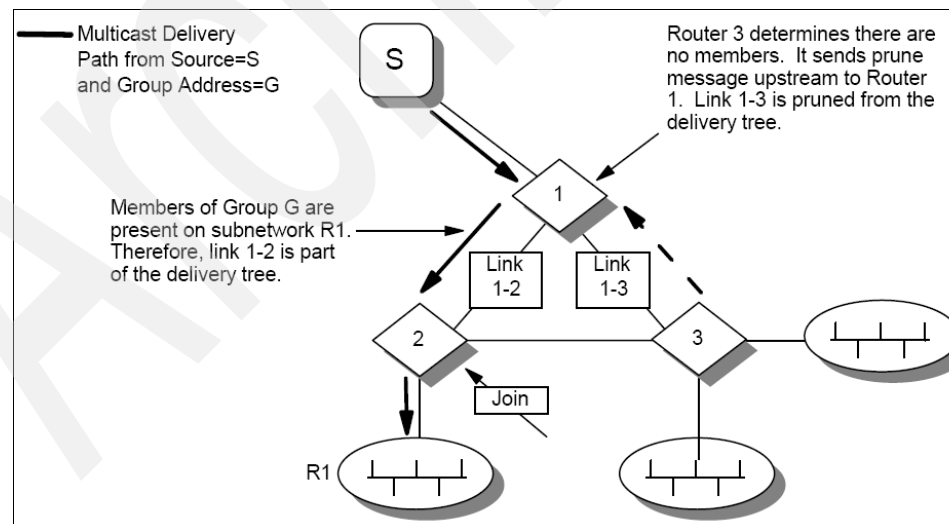 Multicast Delivery
Path from Source=S
and Group Address=G
S
Router 3 determines there are
no members. It sends prune
message upstream to Router
1. Link 1-3 is pruned from the
delivery tree.
1
Members of Group G are
present on subnetwork R1.
Therefore, link 1-2 is part
of the delivery tree.
Link
1-2
Link
1-3
2
3
Join
R1